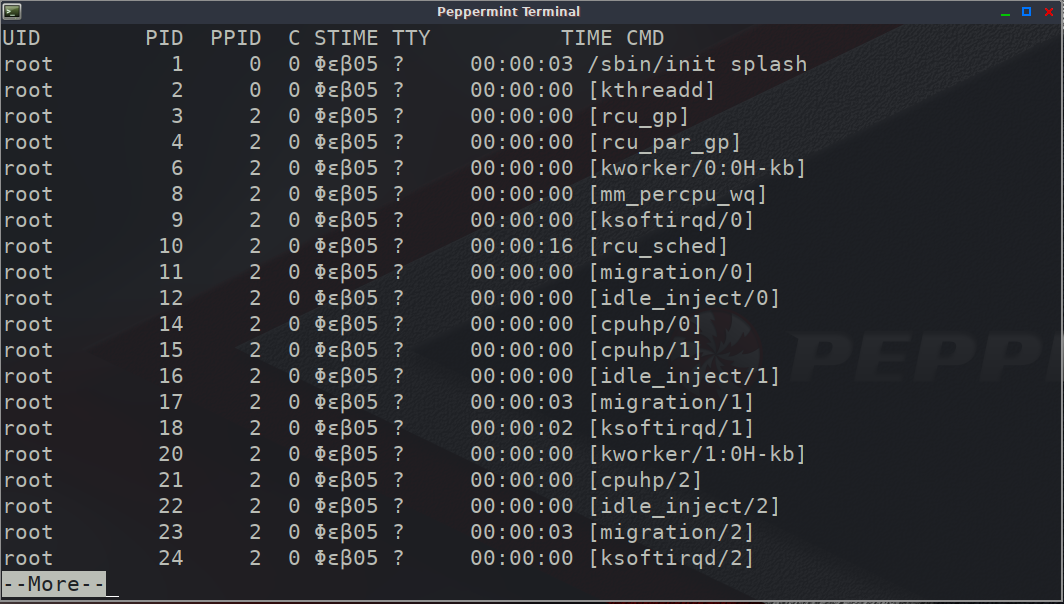 Peppermint Terminal
UID        PID  PPID  C STIME TTY          TIME CMD
root         1     0  0 Φεβ05 ?     00:00:03 /sbin/init splash
root         2     0  0 Φεβ05 ?     00:00:00 [kthreadd]
root         3     2  0 Φεβ05 ?     00:00:00 [rcu_gp]
root         4     2  0 Φεβ05 ?     00:00:00 [rcu_par_gp]
root         6     2  0 Φεβ05 ?     00:00:00 [kworker/0:0H-kb]
root         8     2  0 Φεβ05 ?     00:00:00 [mm_percpu_wq]
root         9     2  0 Φεβ05 ?     00:00:00 [ksoftirqd/0]
root        10     2  0 Φεβ05 ?     00:00:16 [rcu_sched]
root        11     2  0 Φεβ05 ?     00:00:00 [migration/0]
root        12     2  0 Φεβ05 ?     00:00:00 [idle_inject/0]
root        14     2  0 Φεβ05 ?     00:00:00 [cpuhp/0]
root        15     2  0 Φεβ05 ?     00:00:00 [cpuhp/1]
root        16     2  0 Φεβ05 ?     00:00:00 [idle_inject/1]
root        17     2  0 Φεβ05 ?     00:00:03 [migration/1]
root        18     2  0 Φεβ05 ?     00:00:02 [ksoftirqd/1]
root        20     2  0 Φεβ05 ?     00:00:00 [kworker/1:0H-kb]
root        21     2  0 Φεβ05 ?     00:00:00 [cpuhp/2]
root        22     2  0 Φεβ05 ?     00:00:00 [idle_inject/2]
root        23     2  0 Φεβ05 ?     00:00:03 [migration/2]
root        24     2  0 Φεβ05 ?     00:00:00 [ksoftirqd/2]
--More--